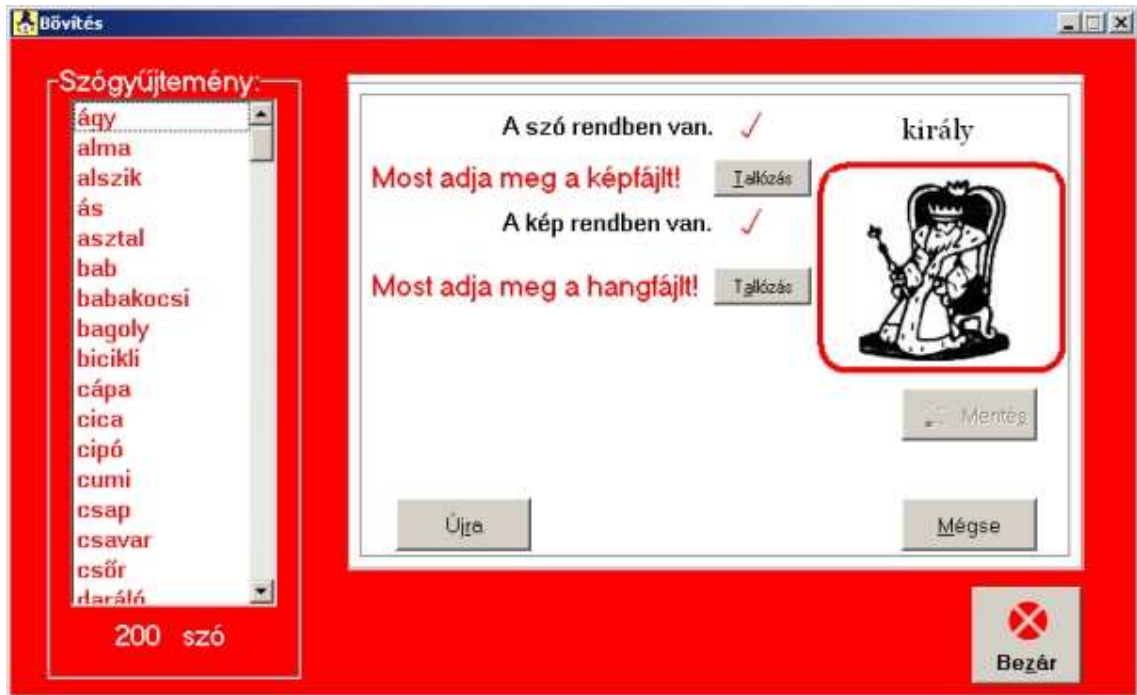 Bővítés
Szógyűjtemény:
ágy
alma
alszik
ás
asztal
bab
babakocsi
bagoly
bicikli
cápa
cica
cipó
cumi
csap
csavar
csőr
daráló
200 szó
A szó rendben van.
király
Most adja meg a képfájlt!
Tallózás
A kép rendben van.
Most adja meg a hangfájlt!
Tallózás
Mentés
Újra
Mégse
Bezár